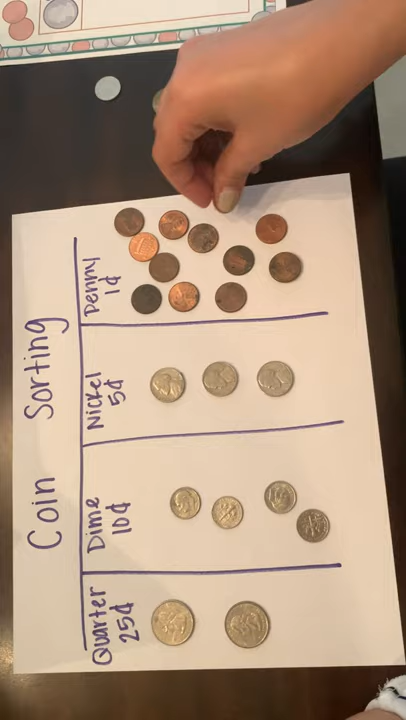 Coin Sorting
Quarter
25¢
Dime
10¢
Nickel
5¢
Penny
1¢